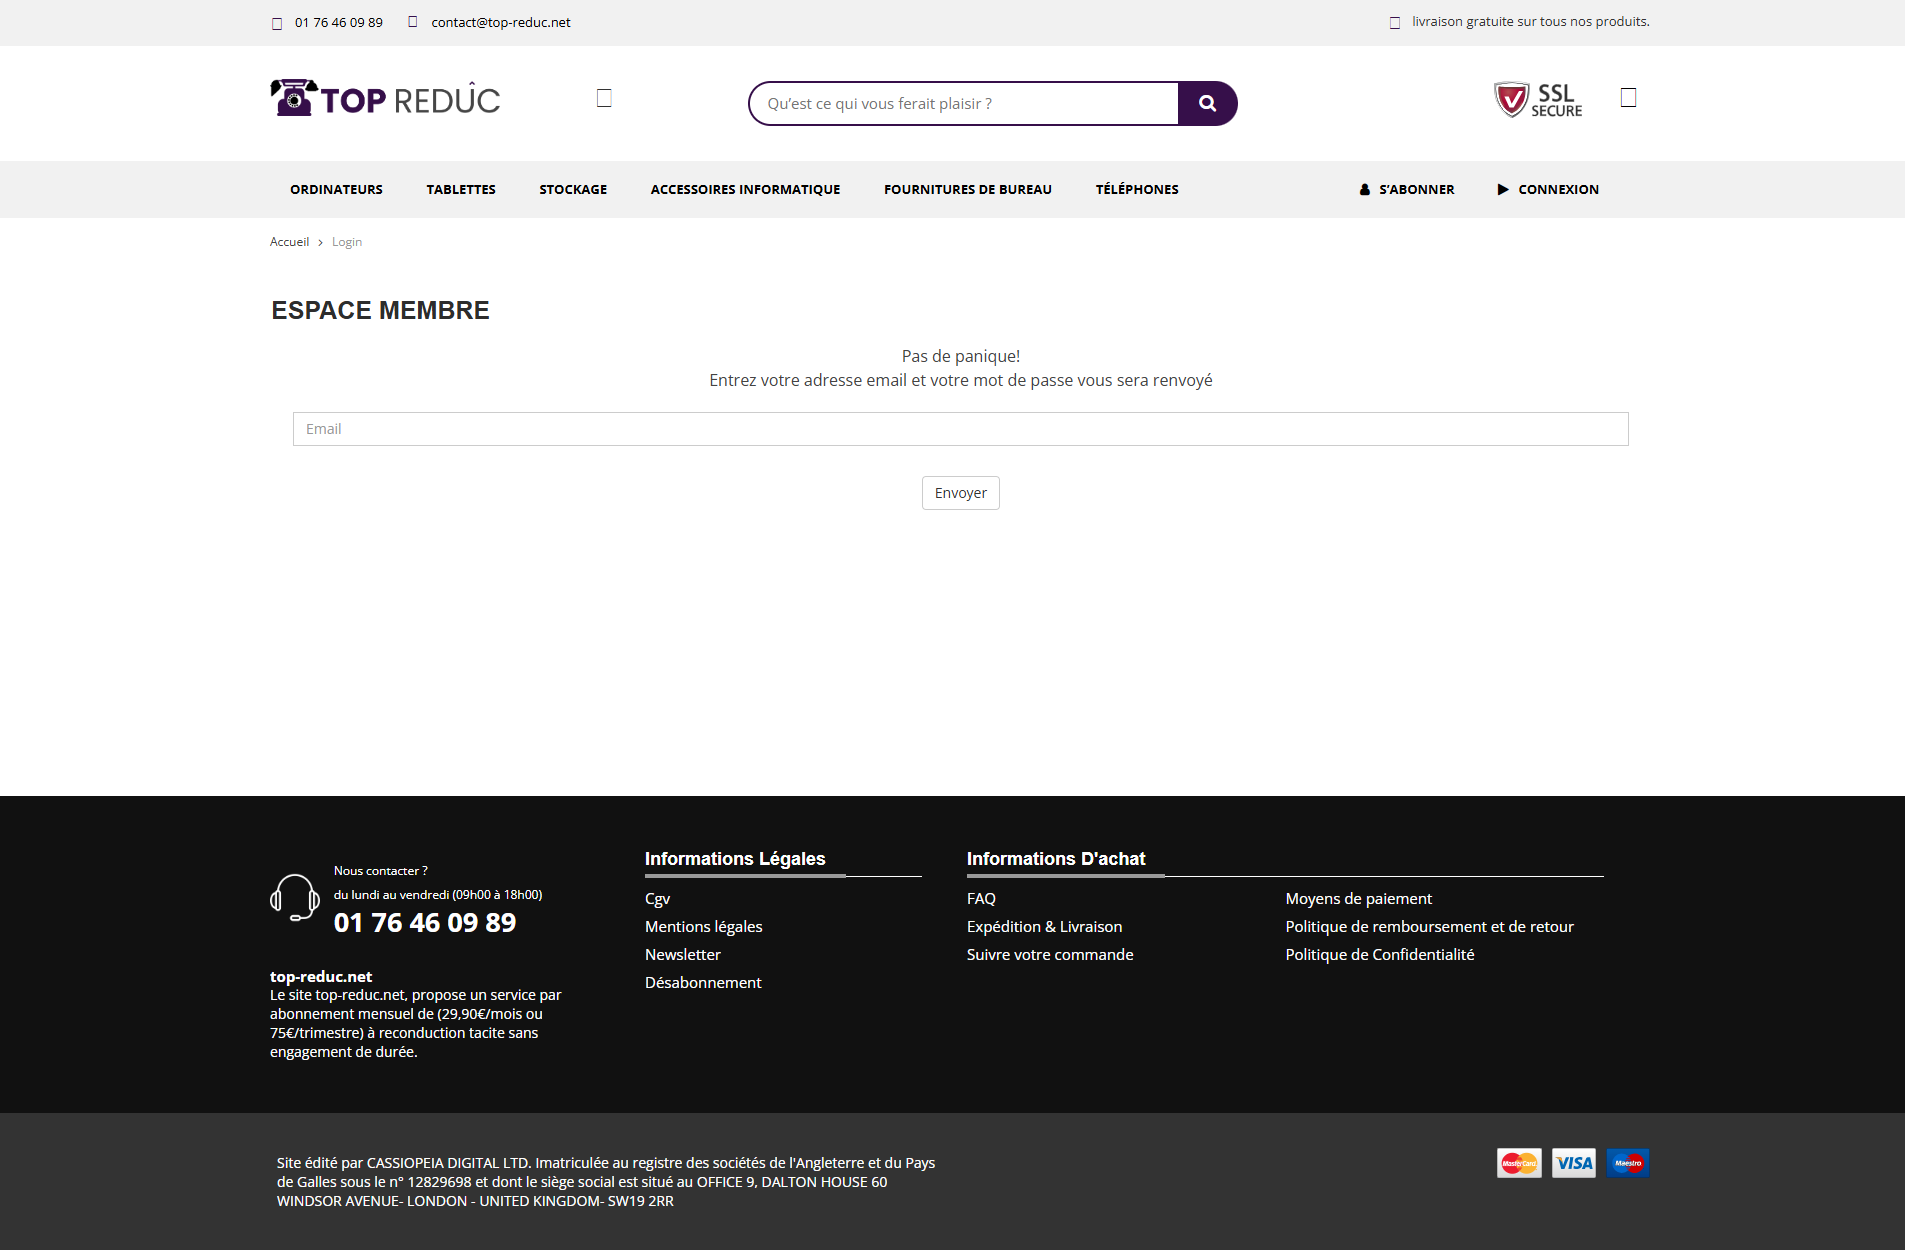 01 76 46 09 89
contact@top-reduc.net
livraison gratuite sur tous nos produits.
TOP REDÛC
Qu’est ce qui vous ferait plaisir ?
SSL
SECURE
ORDINATEURS
TABLETTES
STOCKAGE
ACCESSOIRES INFORMATIQUE
FOURNITURES DE BUREAU
TÉLÉPHONES
S’ABONNER
CONNEXION
Accueil > Login
ESPACE MEMBRE
Pas de panique!
Entrez votre adresse email et votre mot de passe vous sera renvoyé
Email
Envoyer
Nous contacter ?
du lundi au vendredi (09h00 à 18h00)
01 76 46 09 89
top-reduc.net
Le site top-reduc.net, propose un service par
abonnement mensuel de (29,90€/mois ou
75€/trimestre) à reconduction tacite sans
engagement de durée.
Informations Légales
Cgv
Mentions légales
Newsletter
Désabonnement
Informations D'achat
FAQ
Expédition & Livraison
Suivre votre commande
Moyens de paiement
Politique de remboursement et de retour
Politique de Confidentialité
Site édité par CASSIOPEIA DIGITAL LTD. Imatriculée au registre des sociétés de l'Angleterre et du Pays
de Galles sous le n° 12829698 et dont le siège social est situé au OFFICE 9, DALTON HOUSE 60
WINDSOR AVENUE- LONDON - UNITED KINGDOM- SW19 2RR
MasterCard
VISA
Maestro